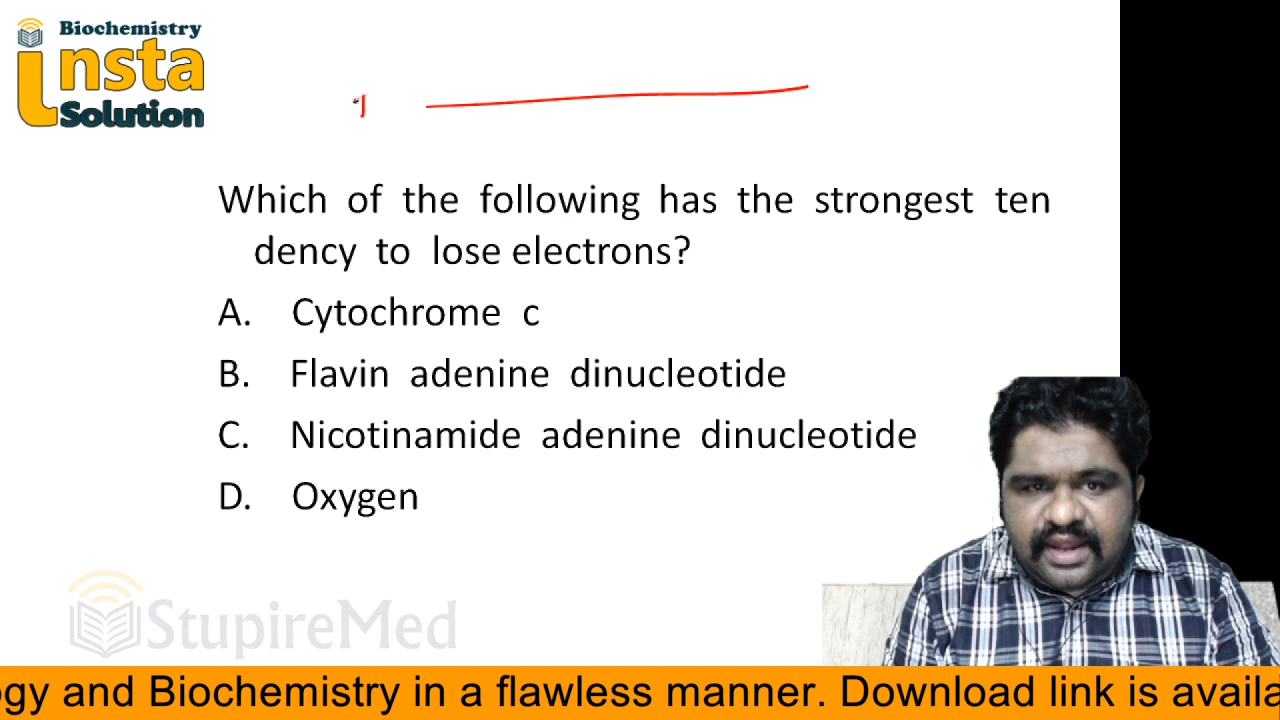 Biochemistry
Insta
Solution
Which of the following has the strongest ten
dency to lose electrons?
A. Cytochrome c
B. Flavin adenine dinucleotide
C. Nicotinamide adenine dinucleotide
D. Oxygen
StupireMed
ogy and Biochemistry in a flawless manner. Download link is availa